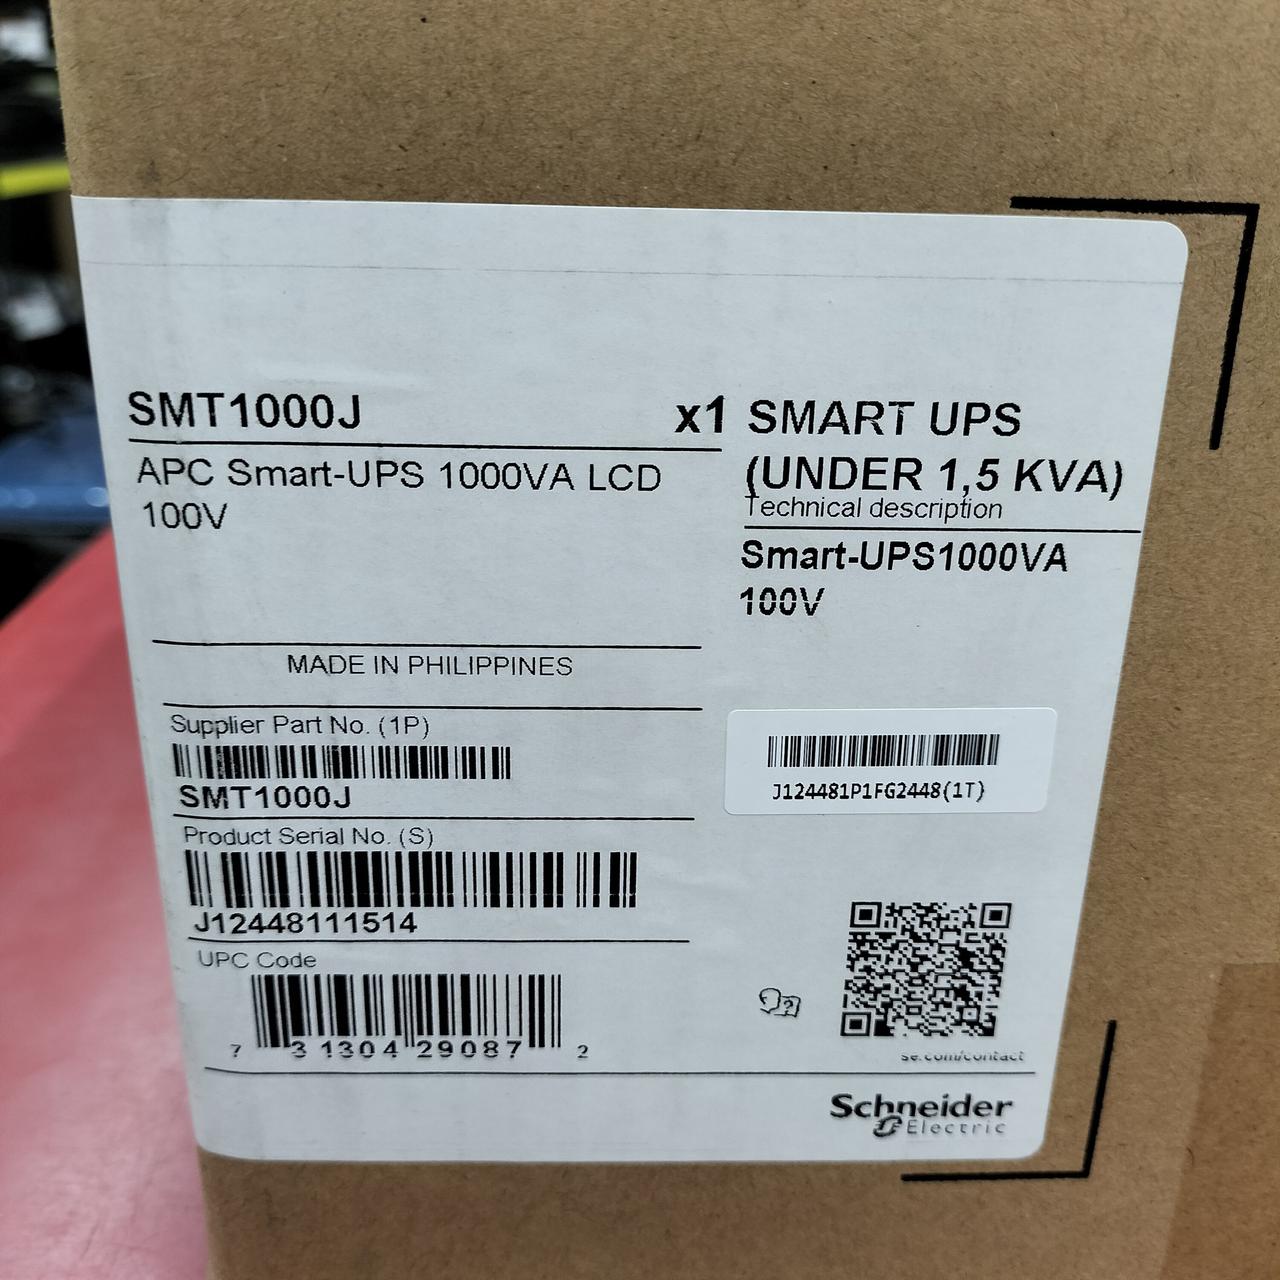 SMT1000J x1
APC Smart-UPS 1000VA LCD
100V
MADE IN PHILIPPINES
Supplier Part No. (1P)
SMT1000J
Product Serial No. (S)
J12448111514
UPC Code
7 31304 29087 2
SMART UPS
(UNDER 1,5 KVA)
Technical description
Smart-UPS1000VA
100V
J124481P1FG2448(1T)
?
se.com/contact
Schneider
Electric